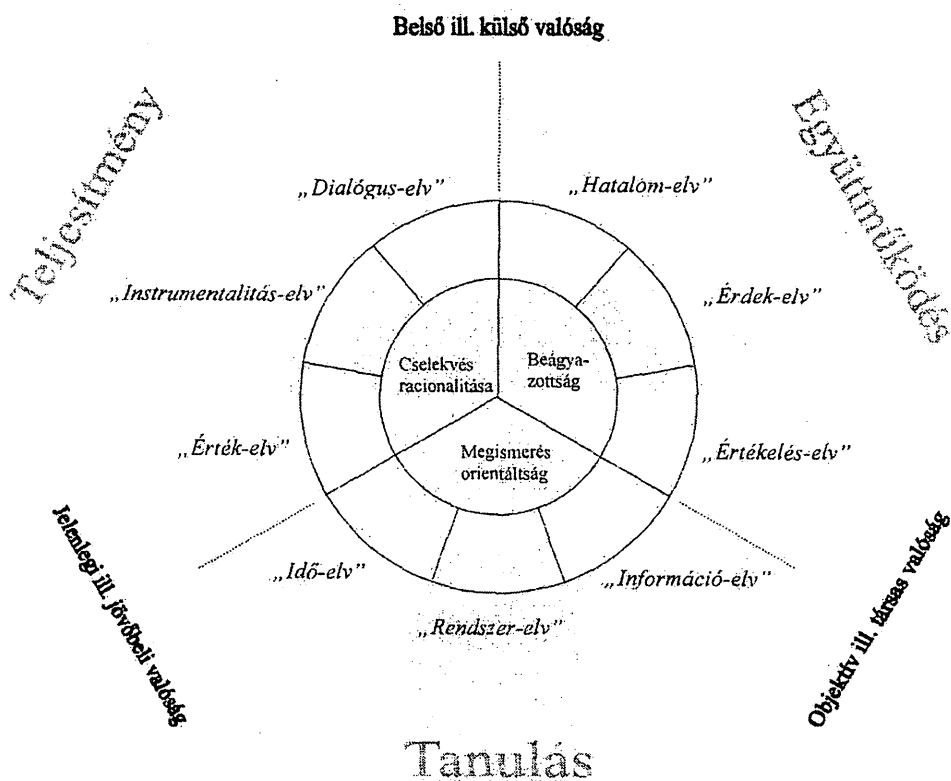 Belső ill. külső valóság
Teljesítmény
Együttműködés
„Dialógus-elv”
„Hatalom-elv”
„Instrumentalitás-elv”
„Érdek-elv”
Cselekvés
racionalitása
Beágya-
zottság
„Érték-elv”
Megismerés
orientáltság
„Értékelés-elv”
Jelenlegi ill. jövőbeli valóság
Objektív ill. társas valóság
„Idő-elv”
„Információ-elv”
„Rendszer-elv”
Tanulás